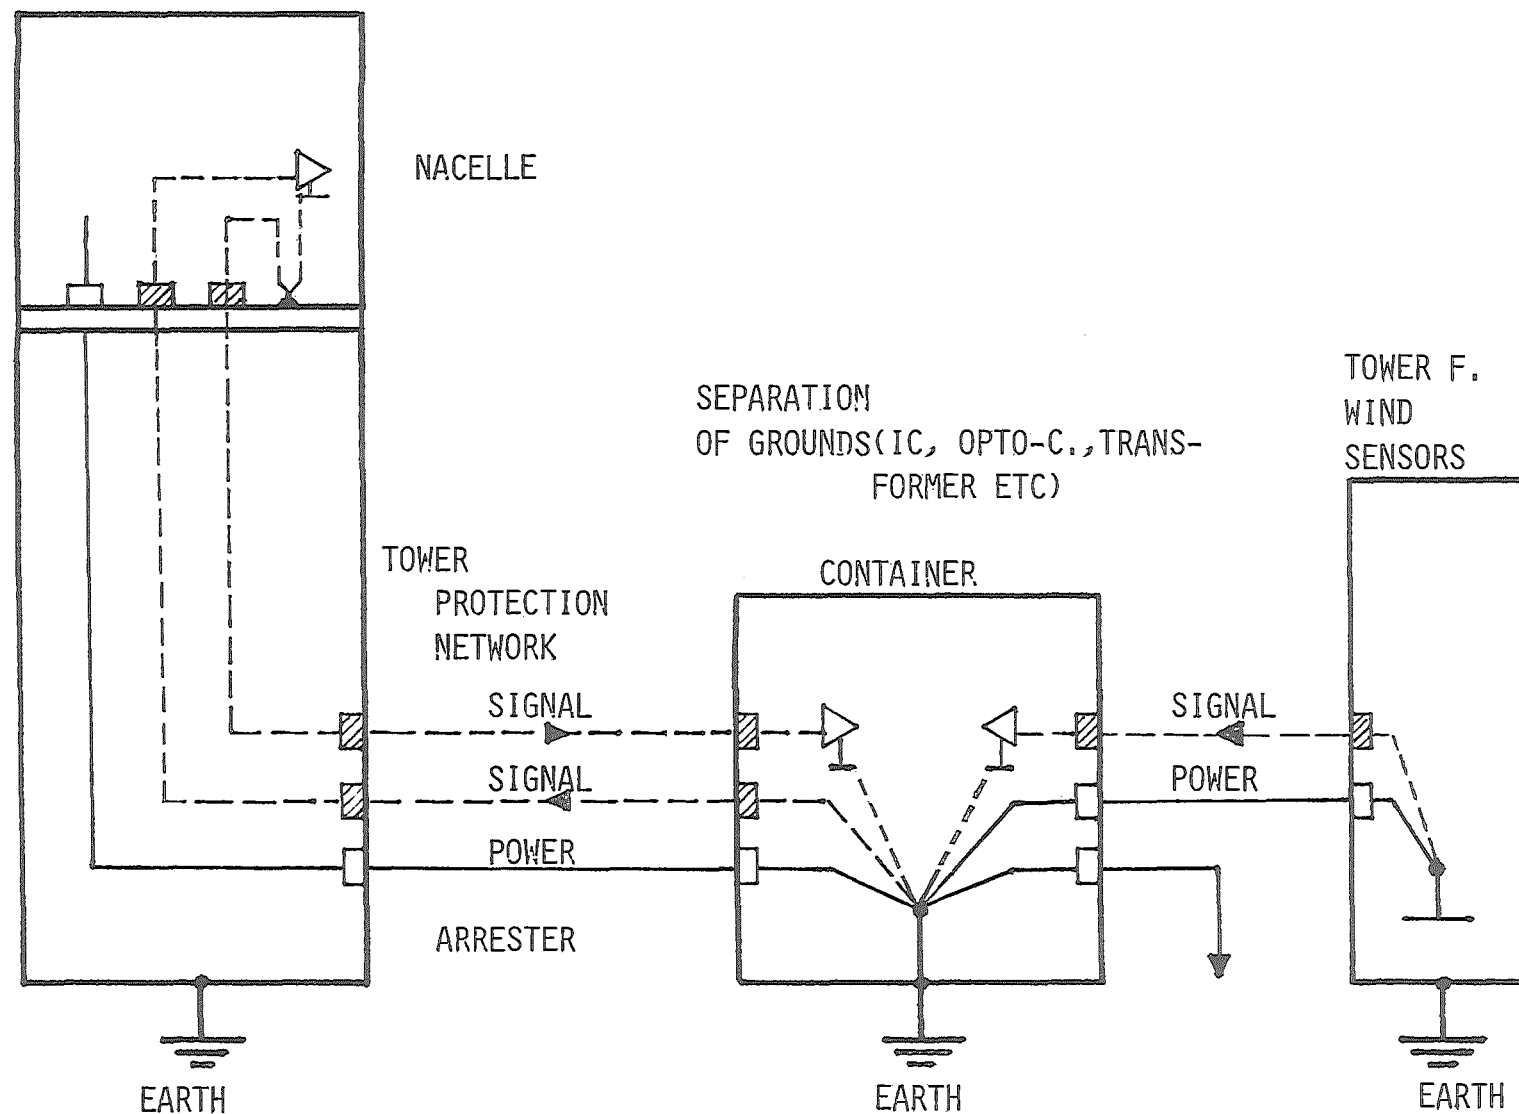 NACELLE
TOWER F.
WIND
SENSORS
SEPARATION
OF GROUNDS(IC, OPTO-C.,TRANS-
FORMER ETC)
TOWER
PROTECTION
NETWORK
CONTAINER
SIGNAL
SIGNAL
SIGNAL
POWER
POWER
ARRESTER
EARTH
EARTH
EARTH